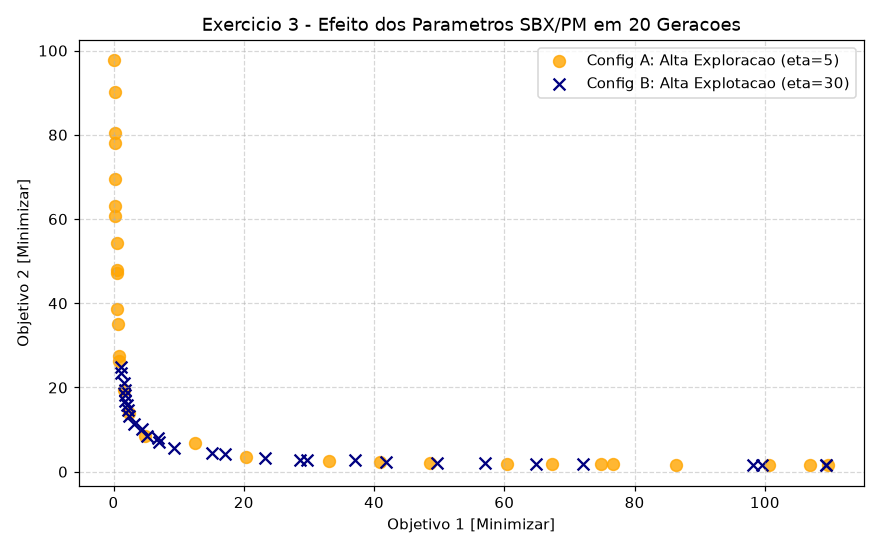 Exercicio 3 - Efeito dos Parametros SBX/PM em 20 Geracoes
Config A: Alta Exploracao (eta=5)
Config B: Alta Explotacao (eta=30)
Objetivo 2 [Minimizar]
100
80
60
40
20
0
0 20 40 60 80 100
Objetivo 1 [Minimizar]